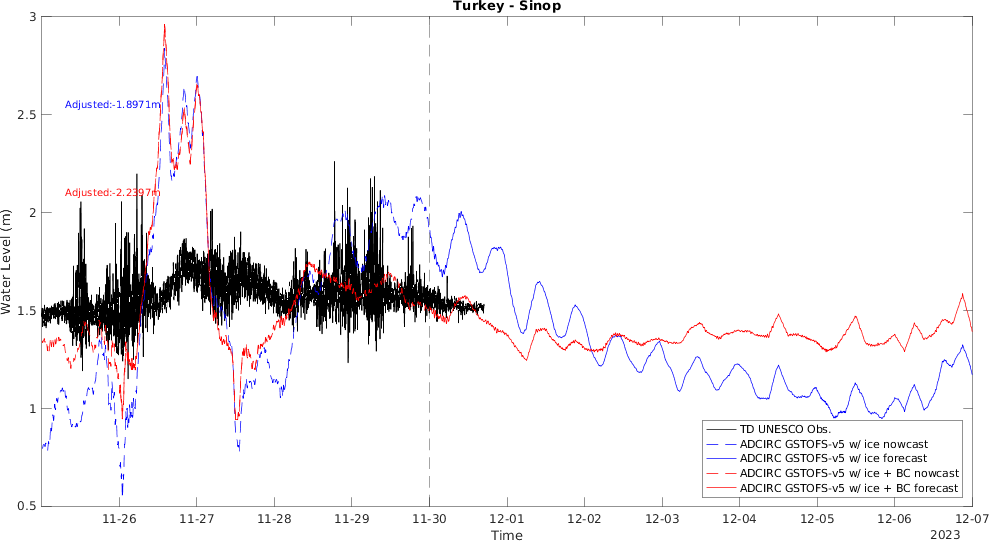 Turkey - Sinop
3
2.5
2
1.5
1
0.5
Water Level (m)
Adjusted:-1.8971m
Adjusted:-2.2397m
TD UNESCO Obs.
ADCIRC GSTOFS-v5 w/ ice nowcast
ADCIRC GSTOFS-v5 w/ ice forecast
ADCIRC GSTOFS-v5 w/ ice + BC nowcast
ADCIRC GSTOFS-v5 w/ ice + BC forecast
11-26 11-27 11-28 11-29 11-30 12-01 12-02 12-03 12-04 12-05 12-06 12-07
Time
2023